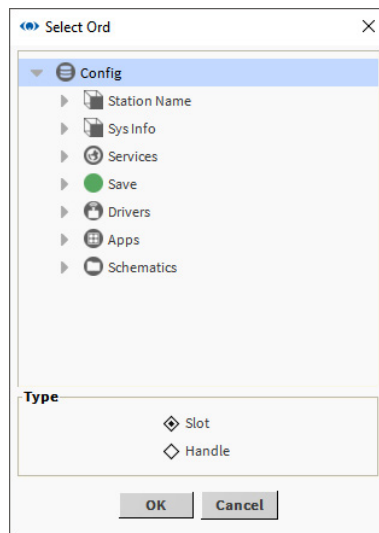 Select Ord
Config
Station Name
Sys Info
Services
Save
Drivers
Apps
Schematics
Type
Slot
Handle
OK Cancel